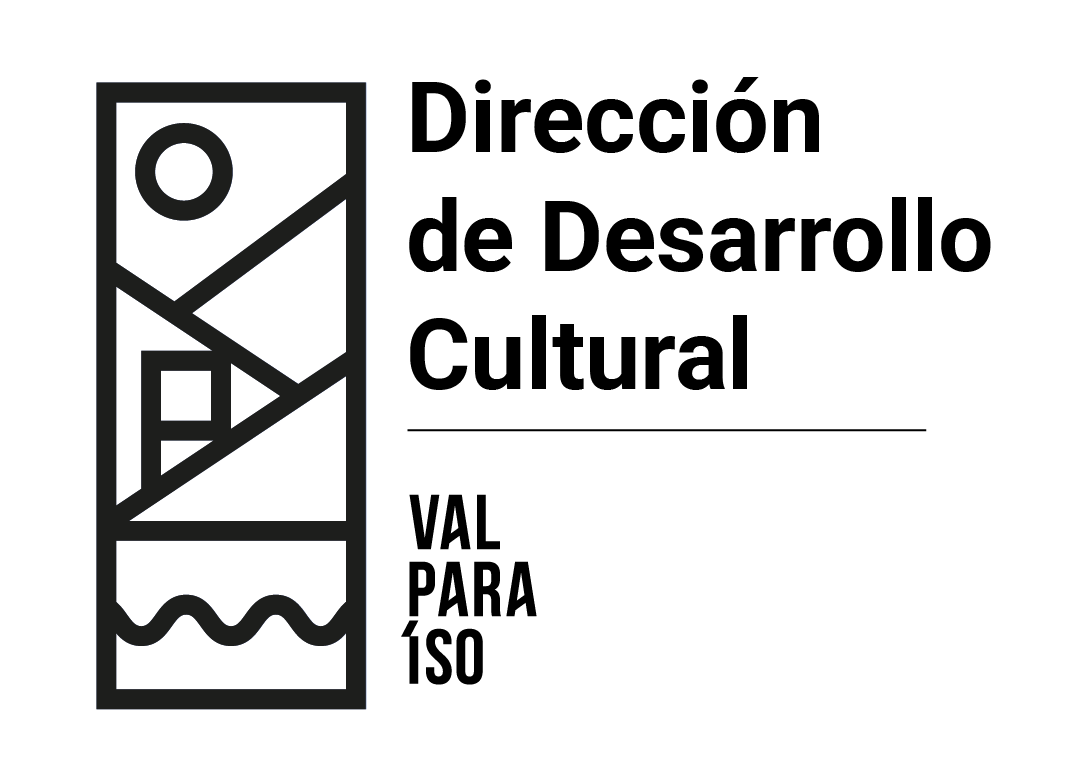 Dirección
de Desarrollo
Cultural
VAL
PARA
ÍSO